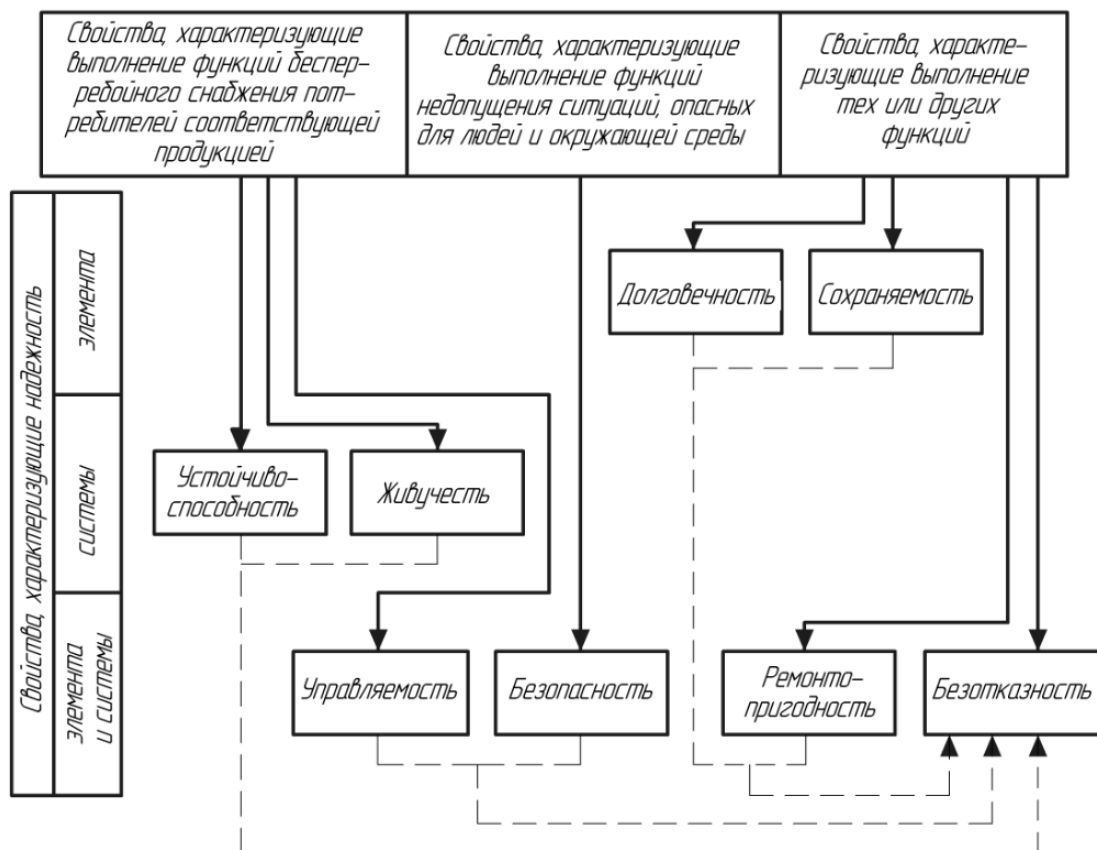 Свойства, характеризующие
выполнение функций беспер-
ребойного снабжения пот-
ребителей соответствующей
продукцией
Свойства, характеризующие
выполнение функций
недопущения ситуаций, опасных
для людей и окружающей среды
Свойства, характе-
ризующие выполнение
тех или других
функций
Свойства, характеризующие надежность
элемента
системы
элемента
и системы
Долговечность
Сохраняемость
Устойчиво-
способность
Живучесть
Управляемость
Безопасность
Ремонто-
пригодность
Безотказность